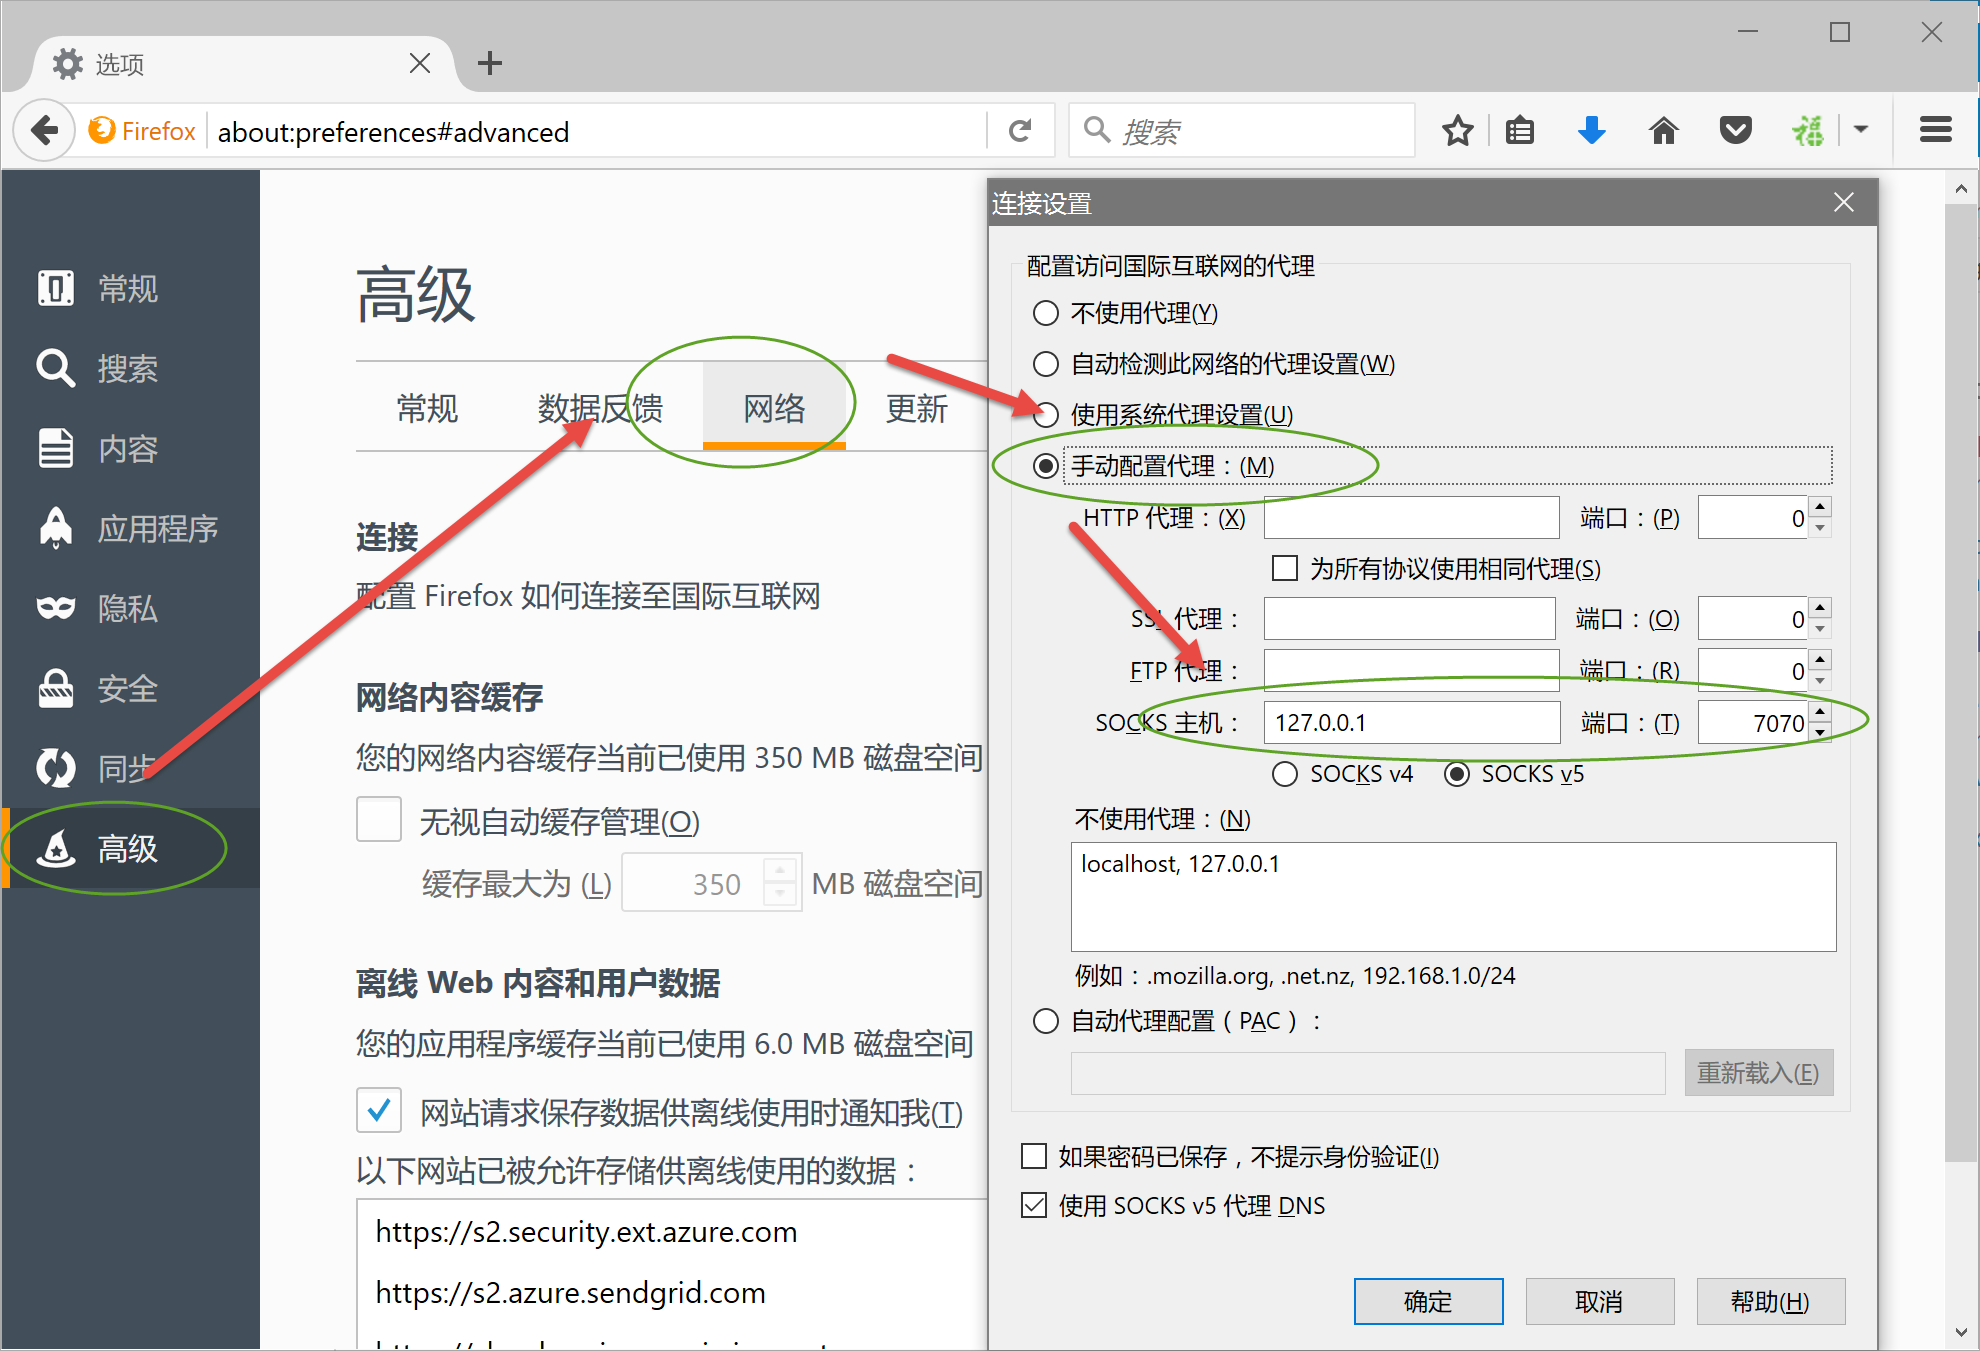 选项
Firefox
about:preferences#advanced
搜索
福
常规
搜索
内容
应用程序
隐私
安全
同步
高级
高级
常规
数据反馈
网络
更新
连接
配置 Firefox 如何连接至国际互联网
网络内容缓存
您的网络内容缓存当前已使用 350 MB 磁盘空间
无视自动缓存管理(O)
缓存最大为 (L) 350 MB 磁盘空间
离线 Web 内容和用户数据
您的应用程序缓存当前已使用 6.0 MB 磁盘空间
网站请求保存数据供离线使用时通知我(T)
以下网站已被允许存储供离线使用的数据：
https://s2.security.ext.azure.com
https://s2.azure.sendgrid.com
连接设置
配置访问国际互联网的代理
不使用代理(Y)
自动检测此网络的代理设置(W)
使用系统代理设置(U)
手动配置代理：(M)
HTTP 代理：(X) 端口：(P) 0
为所有协议使用相同代理(S)
SSL 代理： 端口：(O) 0
FTP 代理： 端口：(R) 0
SOCKS 主机： 127.0.0.1 端口：(T) 7070
SOCKS v4 SOCKS v5
不使用代理：(N)
localhost, 127.0.0.1
例如：.mozilla.org, .net.nz, 192.168.1.0/24
自动代理配置（PAC）：
重新载入(E)
如果密码已保存，不提示身份验证(I)
使用 SOCKS v5 代理 DNS
确定 取消 帮助(H)